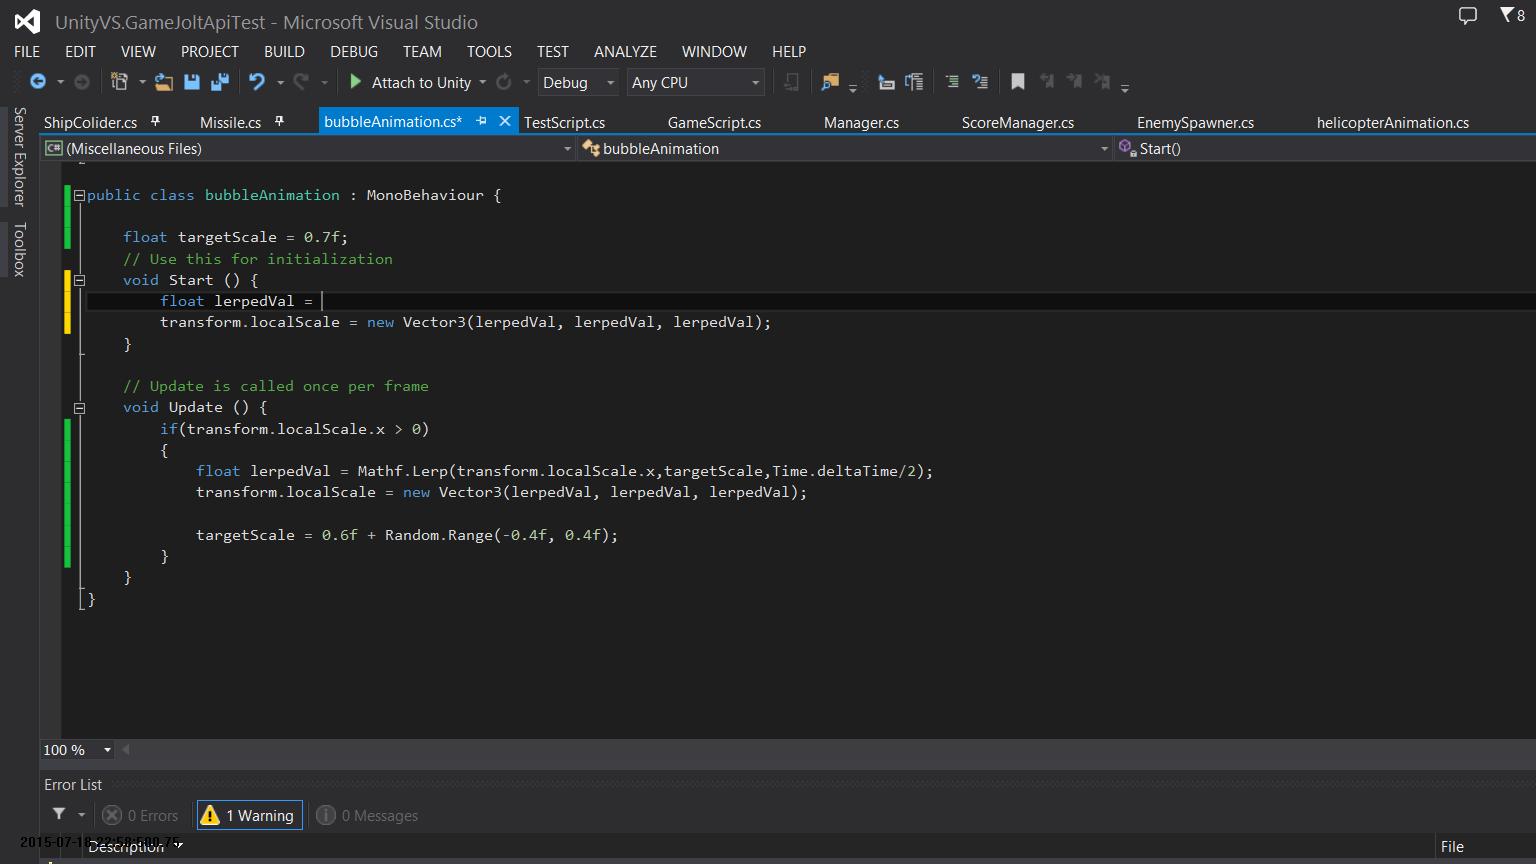 UnityVS.GameJoltApiTest - Microsoft Visual Studio
8
FILE EDIT VIEW PROJECT BUILD DEBUG TEAM TOOLS TEST ANALYZE WINDOW HELP
Attach to Unity Debug Any CPU
Server Explorer
Toolbox
ShipColider.cs Missile.cs bubbleAnimation.cs* TestScript.cs GameScript.cs Manager.cs ScoreManager.cs EnemySpawner.cs helicopterAnimation.cs
C# (Miscellaneous Files) bubbleAnimation Start()
public class bubbleAnimation : MonoBehaviour {
float targetScale = 0.7f;
// Use this for initialization
void Start () {
float lerpedVal =
transform.localScale = new Vector3(lerpedVal, lerpedVal, lerpedVal);
}
// Update is called once per frame
void Update () {
if(transform.localScale.x > 0)
{
float lerpedVal = Mathf.Lerp(transform.localScale.x,targetScale,Time.deltaTime/2);
transform.localScale = new Vector3(lerpedVal, lerpedVal, lerpedVal);
targetScale = 0.6f + Random.Range(-0.4f, 0.4f);
}
}
}
100 %
Error List
0 Errors 1 Warning 0 Messages
Description File